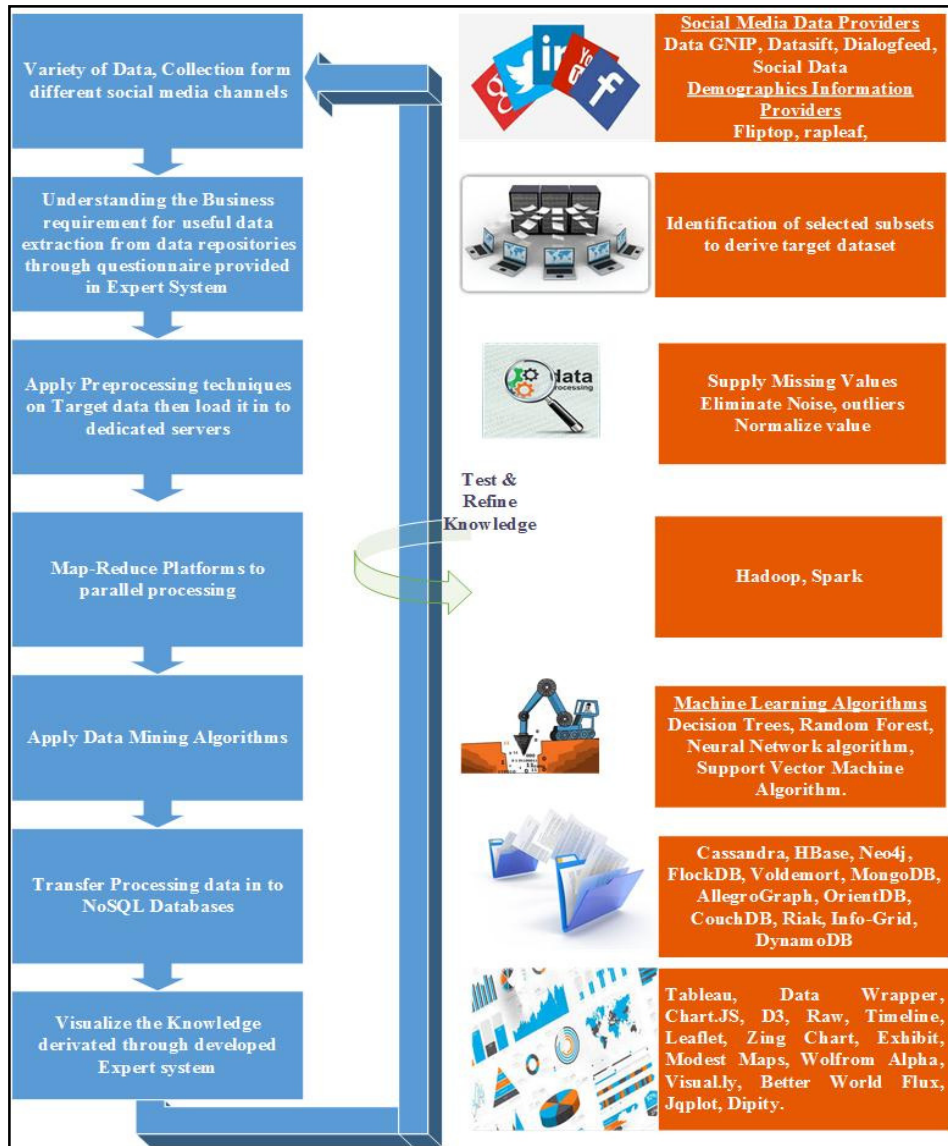 Variety of Data, Collection form
different social media channels
Social Media Data Providers
Data GNIP, Datasift, Dialogfeed,
Social Data
Demographics Information
Providers
Fliptop, rapleaf,
Understanding the Business
requirement for useful data
extraction from data repositories
through questionnaire provided
in Expert System
Identification of selected subsets
to derive target dataset
Apply Preprocessing techniques
on Target data then load it in to
dedicated servers
data
processing
Supply Missing Values
Eliminate Noise, outliers
Normalize value
Test &
Refine
Knowledge
Map-Reduce Platforms to
parallel processing
Hadoop, Spark
Apply Data Mining Algorithms
Machine Learning Algorithms
Decision Trees, Random Forest,
Neural Network algorithm,
Support Vector Machine
Algorithm.
Transfer Processing data in to
NoSQL Databases
Cassandra, HBase, Neo4j,
FlockDB, Voldemort, MongoDB,
AllegroGraph, OrientDB,
CouchDB, Riak, Info-Grid,
DynamoDB
Visualize the Knowledge
derivated through developed
Expert system
Tableau, Data Wrapper,
Chart.JS, D3, Raw, Timeline,
Leaflet, Zing Chart, Exhibit,
Modest Maps, Wolfrom Alpha,
Visual.ly, Better World Flux,
Jqplot, Dipity.